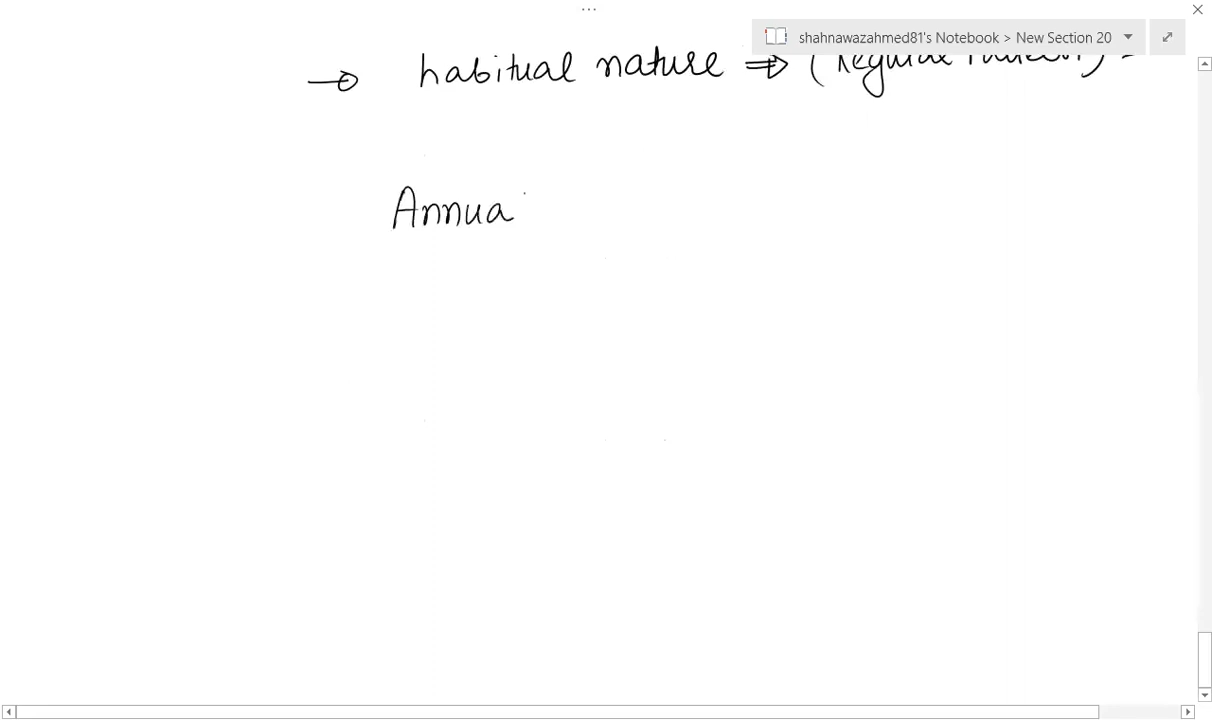 ...
shahnawazahmed81's Notebook > New Section 20
→ habitual nature ⇒ (
Annua